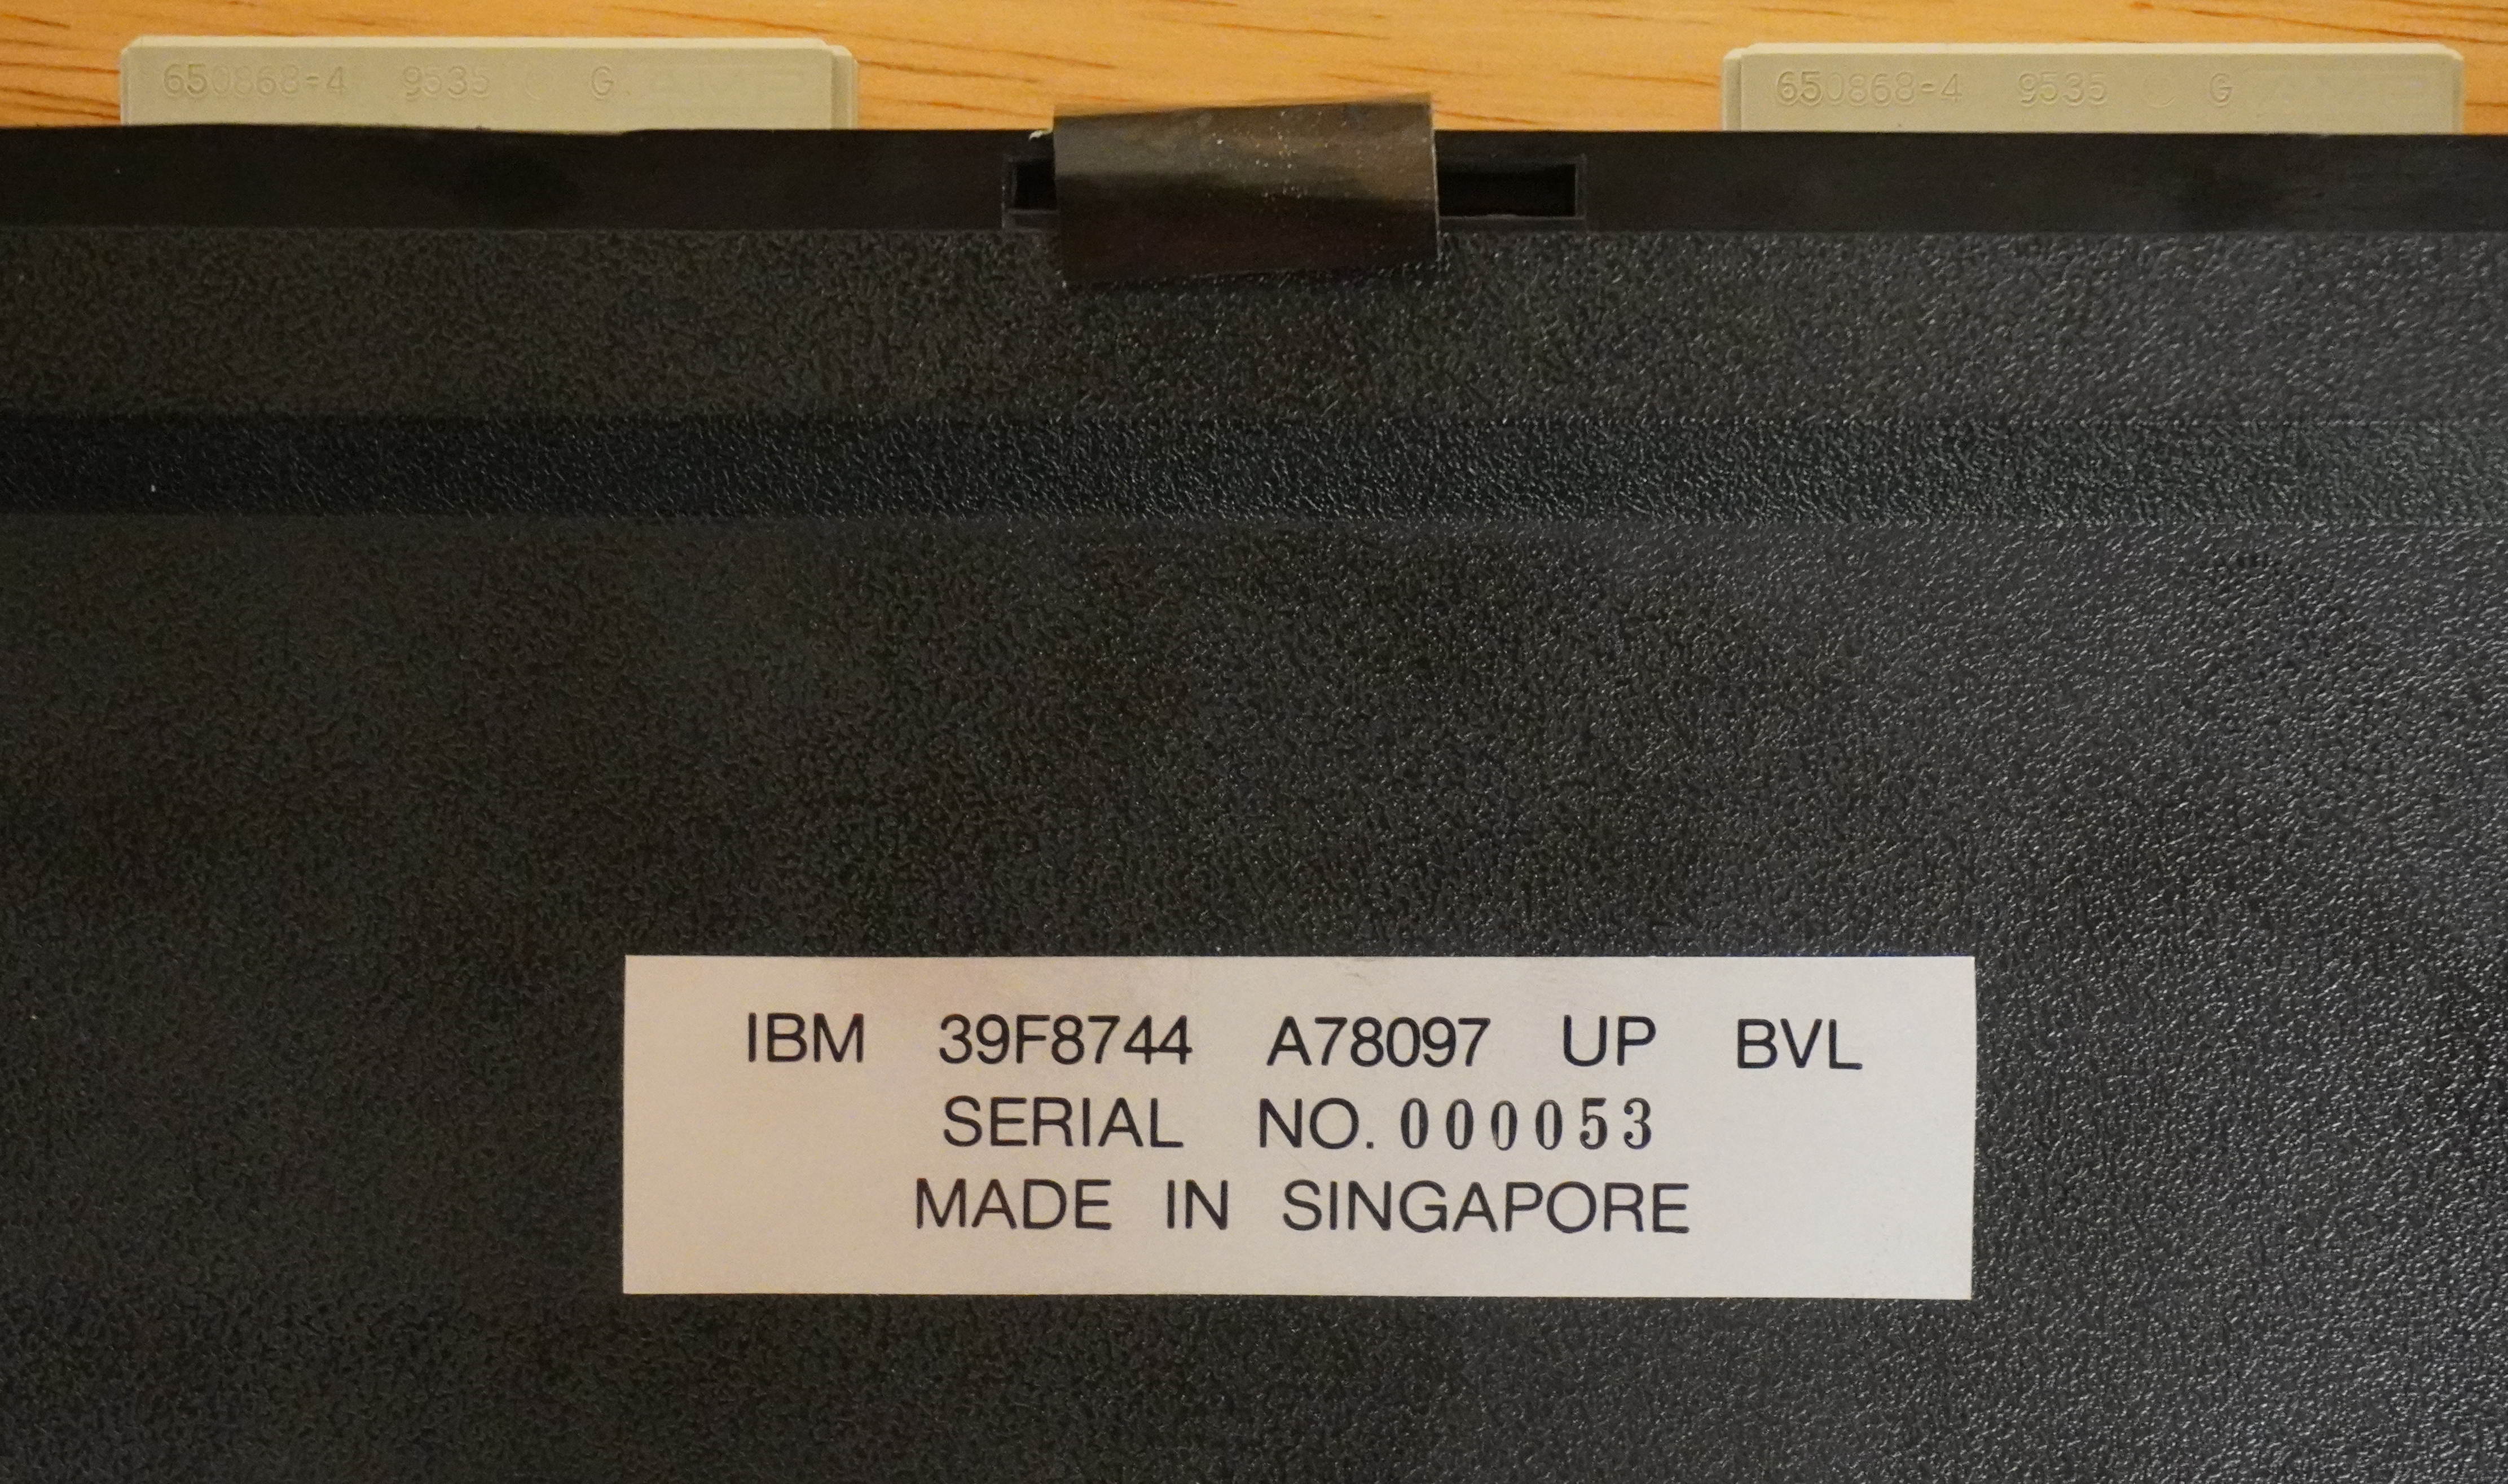 650868-4 9535 G
650868-4 9535 G
IBM 39F8744 A78097 UP BVL
SERIAL NO. 000053
MADE IN SINGAPORE